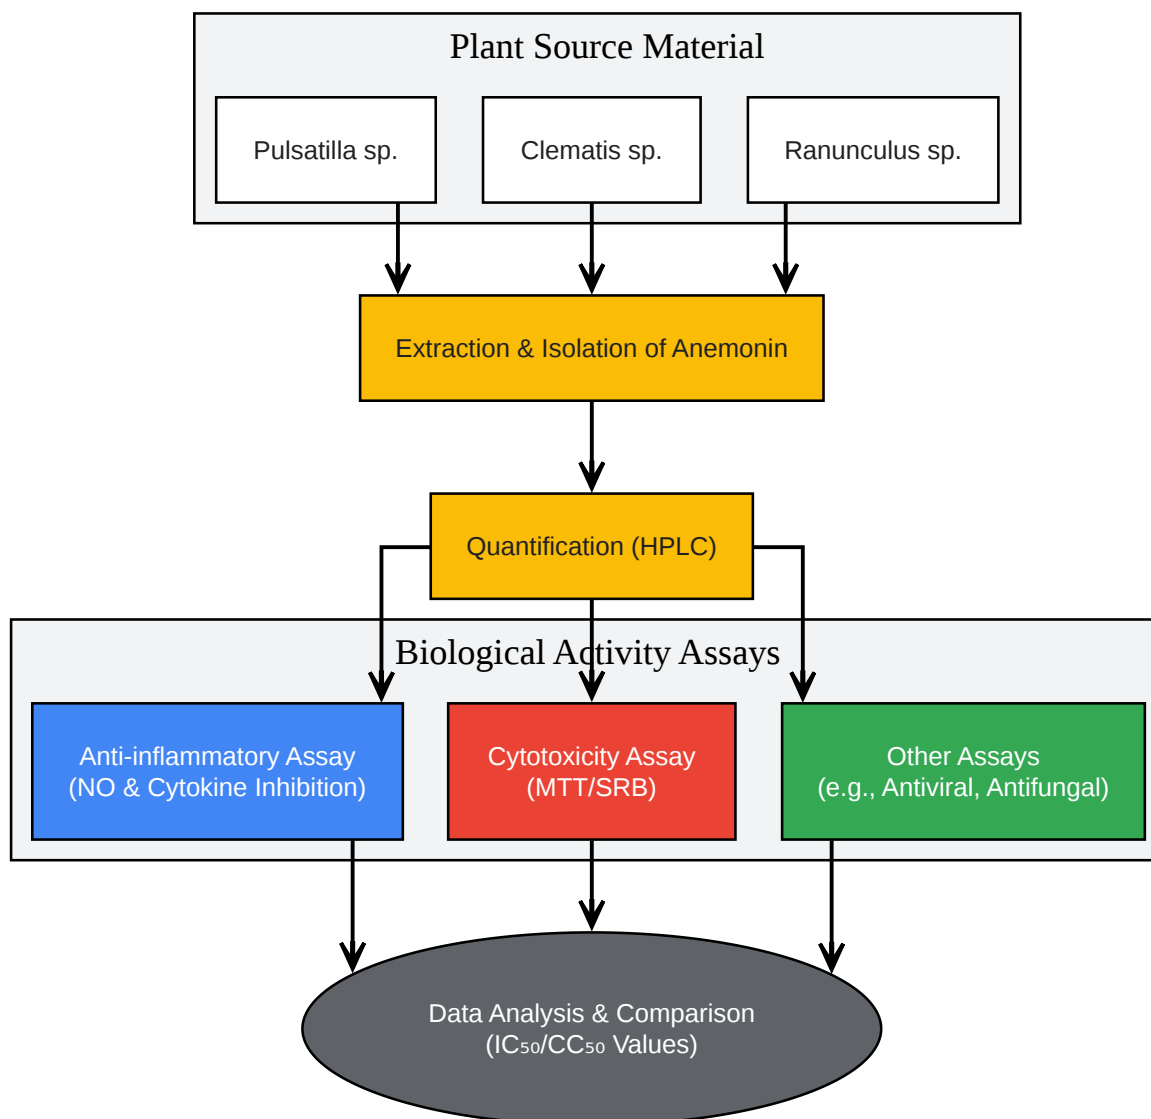 Plant Source Material
Pulsatilla sp.
Clematis sp.
Ranunculus sp.
Extraction & Isolation of Anemonin
Quantification (HPLC)
Biological Activity Assays
Anti-inflammatory Assay
(NO & Cytokine Inhibition)
Cytotoxicity Assay
(MTT/SRB)
Other Assays
(e.g., Antiviral, Antifungal)
Data Analysis & Comparison
(IC₅₀/CC₅₀ Values)